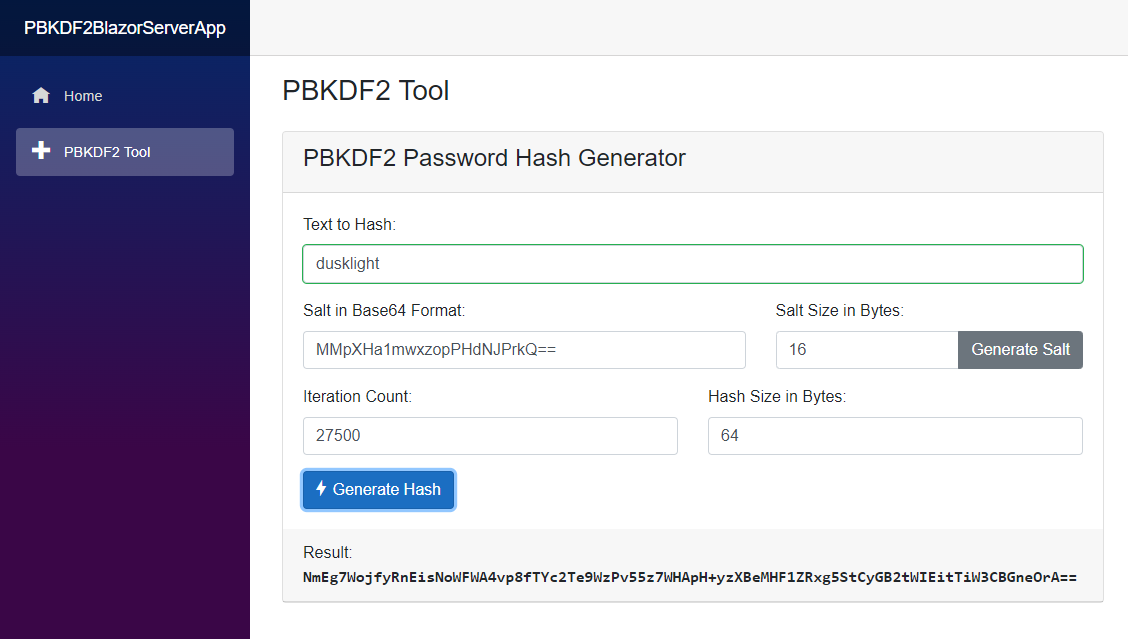 PBKDF2BlazorServerApp
Home
PBKDF2 Tool
PBKDF2 Tool
PBKDF2 Password Hash Generator
Text to Hash:
dusklight
Salt in Base64 Format: Salt Size in Bytes:
MMpXHa1mwxzopPHdNJPrkQ== 16 Generate Salt
Iteration Count: Hash Size in Bytes:
27500 64
Generate Hash
Result:
NmEg7WojfyRnEisNoWFWA4vp8fTYc2Te9WzPv55z7WHApH+yzXBeMHF1ZRxg5StCyGB2tWIEitTiW3CBGneOrA==